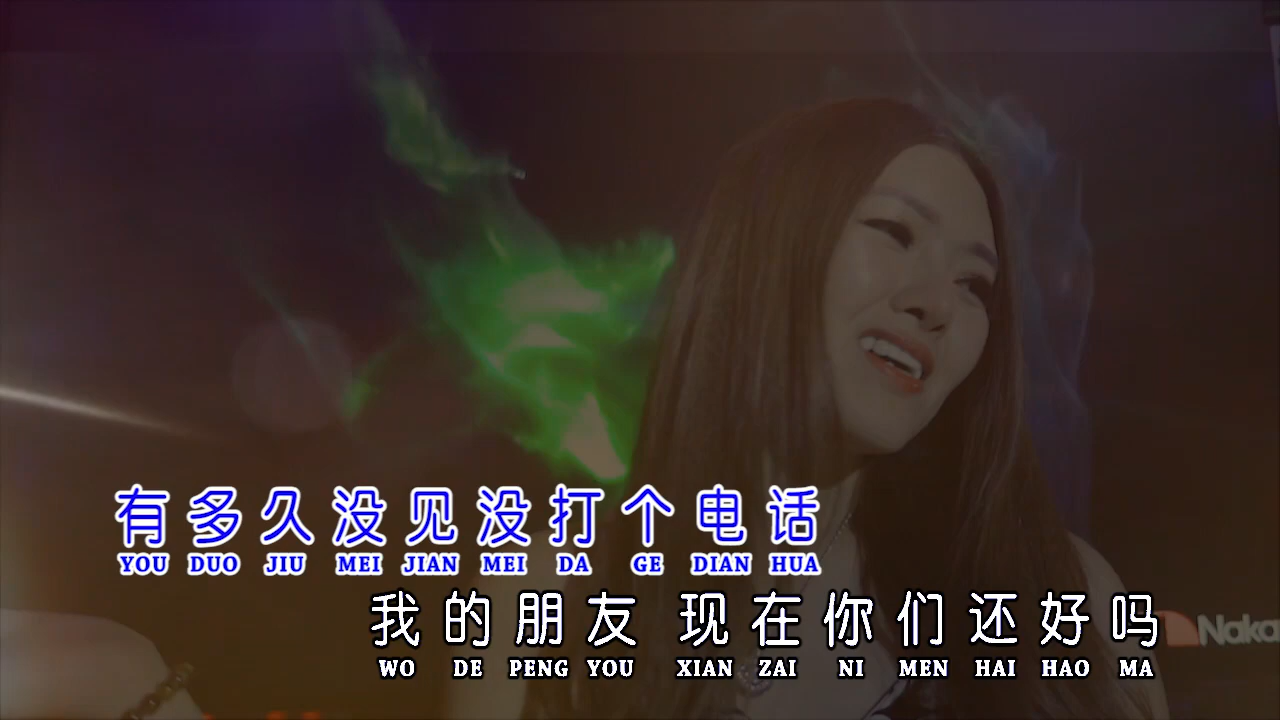 有多久没见没打个电话
YOU DUO JIU MEI JIAN MEI DA GE DIAN HUA
我的朋友 现在你们还好吗
WO DE PENG YOU XIAN ZAI NI MEN HAI HAO MA
Naka